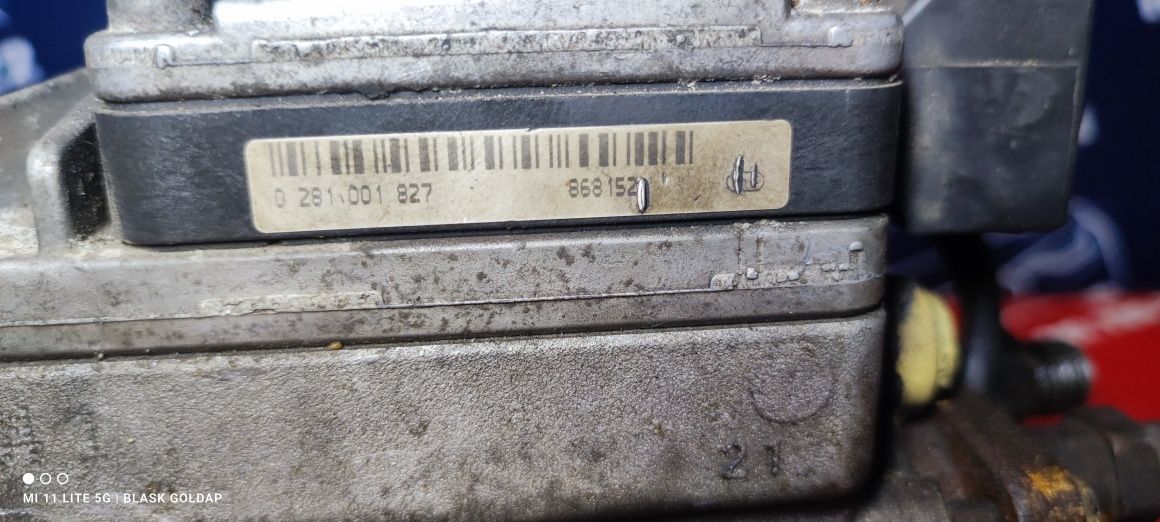 0 281 001 827 868152
21
MI 11 LITE 5G | BLASK GOŁDAP